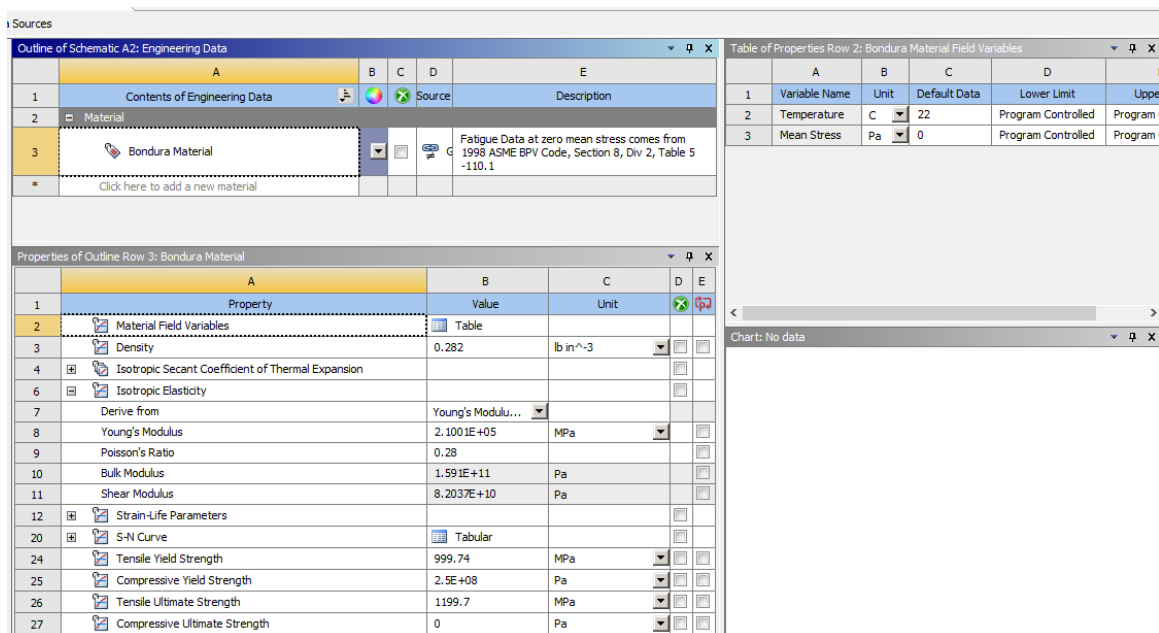 Sources
Outline of Schematic A2: Engineering Data
A B C D E
1 Contents of Engineering Data Source Description
2 Material
3 Bondura Material G Fatigue Data at zero mean stress comes from
1998 ASME BPV Code, Section 8, Div 2, Table 5
-110.1
* Click here to add a new material
Table of Properties Row 2: Bondura Material Field Variables
A B C D
1 Variable Name Unit Default Data Lower Limit Uppe
2 Temperature C 22 Program Controlled Program
3 Mean Stress Pa 0 Program Controlled Program
Properties of Outline Row 3: Bondura Material
A B C D E
1 Property Value Unit
2 Material Field Variables Table
3 Density 0.282 lb in^-3
4 Isotropic Secant Coefficient of Thermal Expansion
6 Isotropic Elasticity
7 Derive from Young's Modulu...
8 Young's Modulus 2.1001E+05 MPa
9 Poisson's Ratio 0.28
10 Bulk Modulus 1.591E+11 Pa
11 Shear Modulus 8.2037E+10 Pa
12 Strain-Life Parameters
20 S-N Curve Tabular
24 Tensile Yield Strength 999.74 MPa
25 Compressive Yield Strength 2.5E+08 Pa
26 Tensile Ultimate Strength 1199.7 MPa
27 Compressive Ultimate Strength 0 Pa
Chart: No data